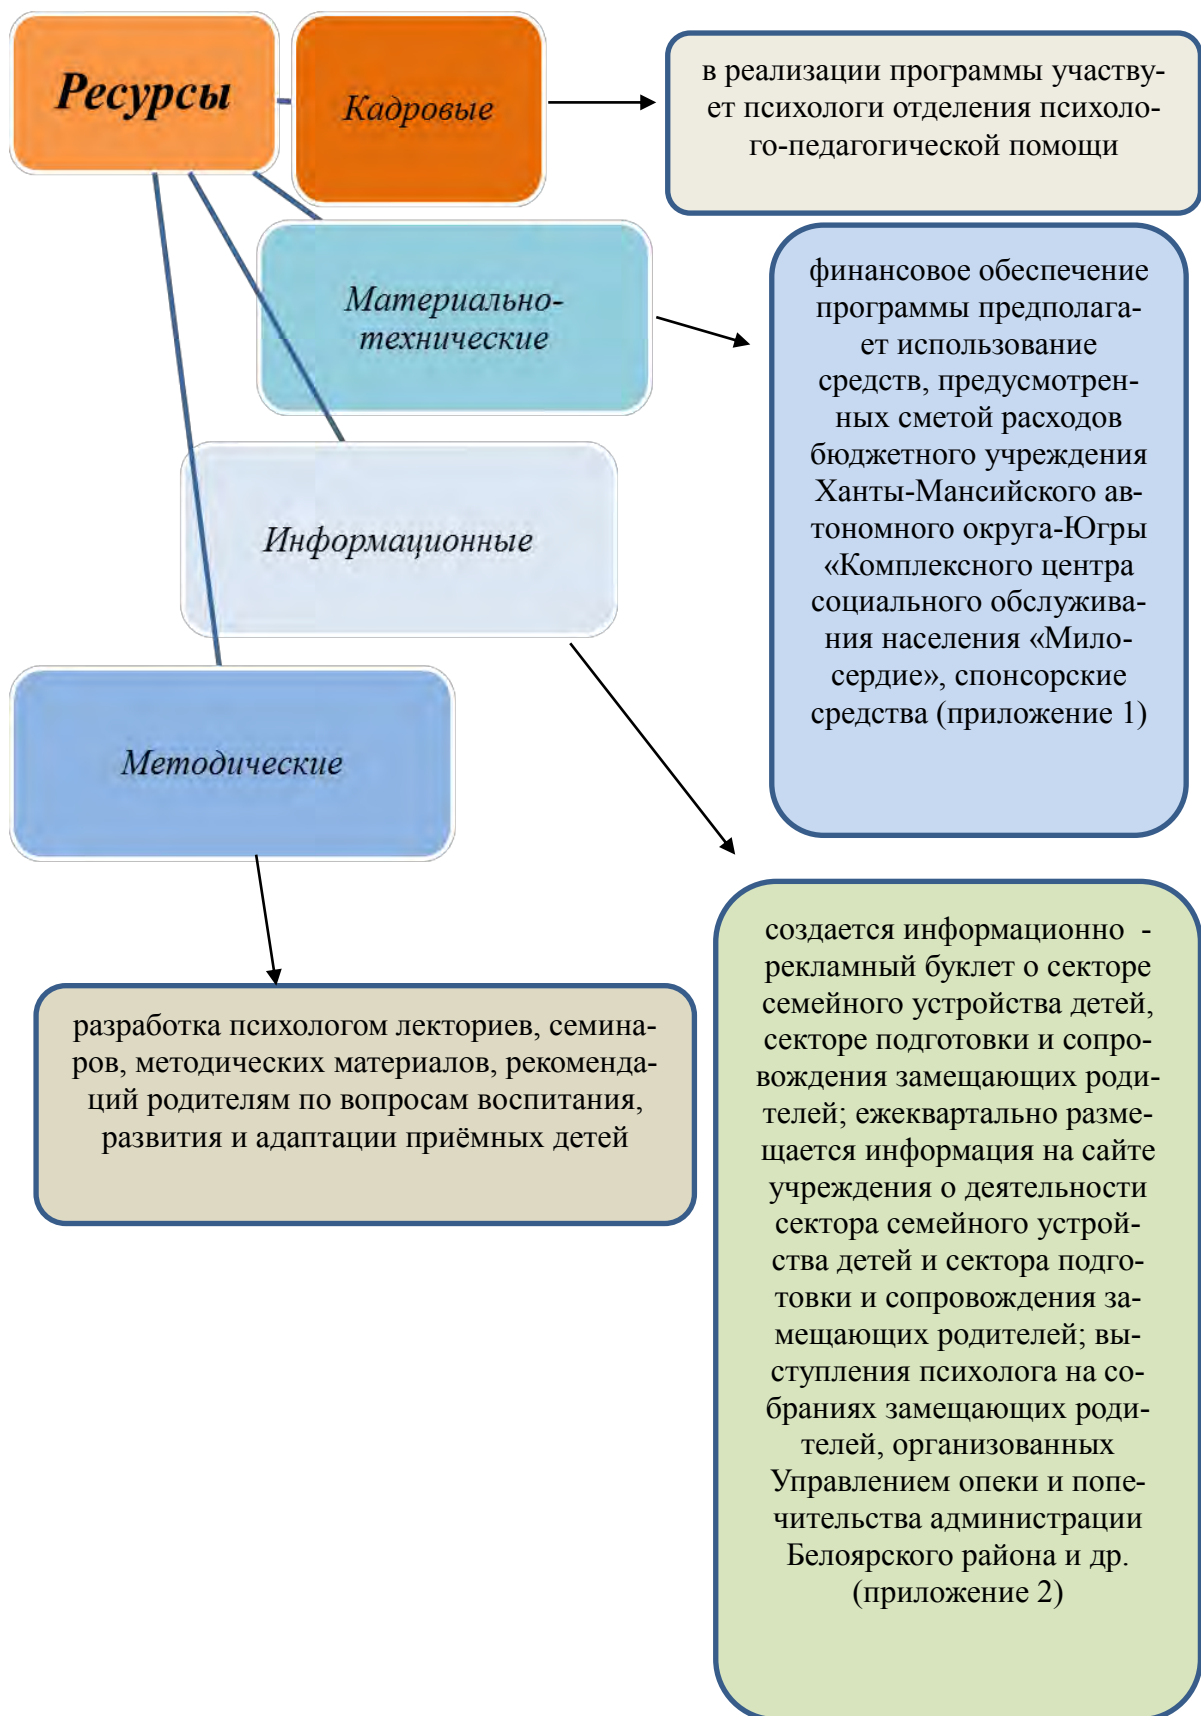 Ресурсы
Кадровые
в реализации программы участву-
ет психологи отделения психоло-
го-педагогической помощи
Материально-
технические
финансовое обеспечение
программы предполага-
ет использование
средств, предусмотрен-
ных сметой расходов
бюджетного учреждения
Ханты-Мансийского ав-
тономного округа-Югры
«Комплексного центра
социального обслужива-
ния населения «Мило-
сердие», спонсорские
средства (приложение 1)
Информационные
создается информационно -
рекламный буклет о секторе
семейного устройства детей,
секторе подготовки и сопро-
вождения замещающих роди-
телей; ежеквартально разме-
щается информация на сайте
учреждения о деятельности
сектора семейного устрой-
ства детей и сектора подго-
товки и сопровождения за-
мещающих родителей; вы-
ступления психолога на со-
браниях замещающих роди-
телей, организованных
Управлением опеки и попе-
чительства администрации
Белоярского района и др.
(приложение 2)
Методические
разработка психологом лекториев, семина-
ров, методических материалов, рекоменда-
ций родителям по вопросам воспитания,
развития и адаптации приёмных детей